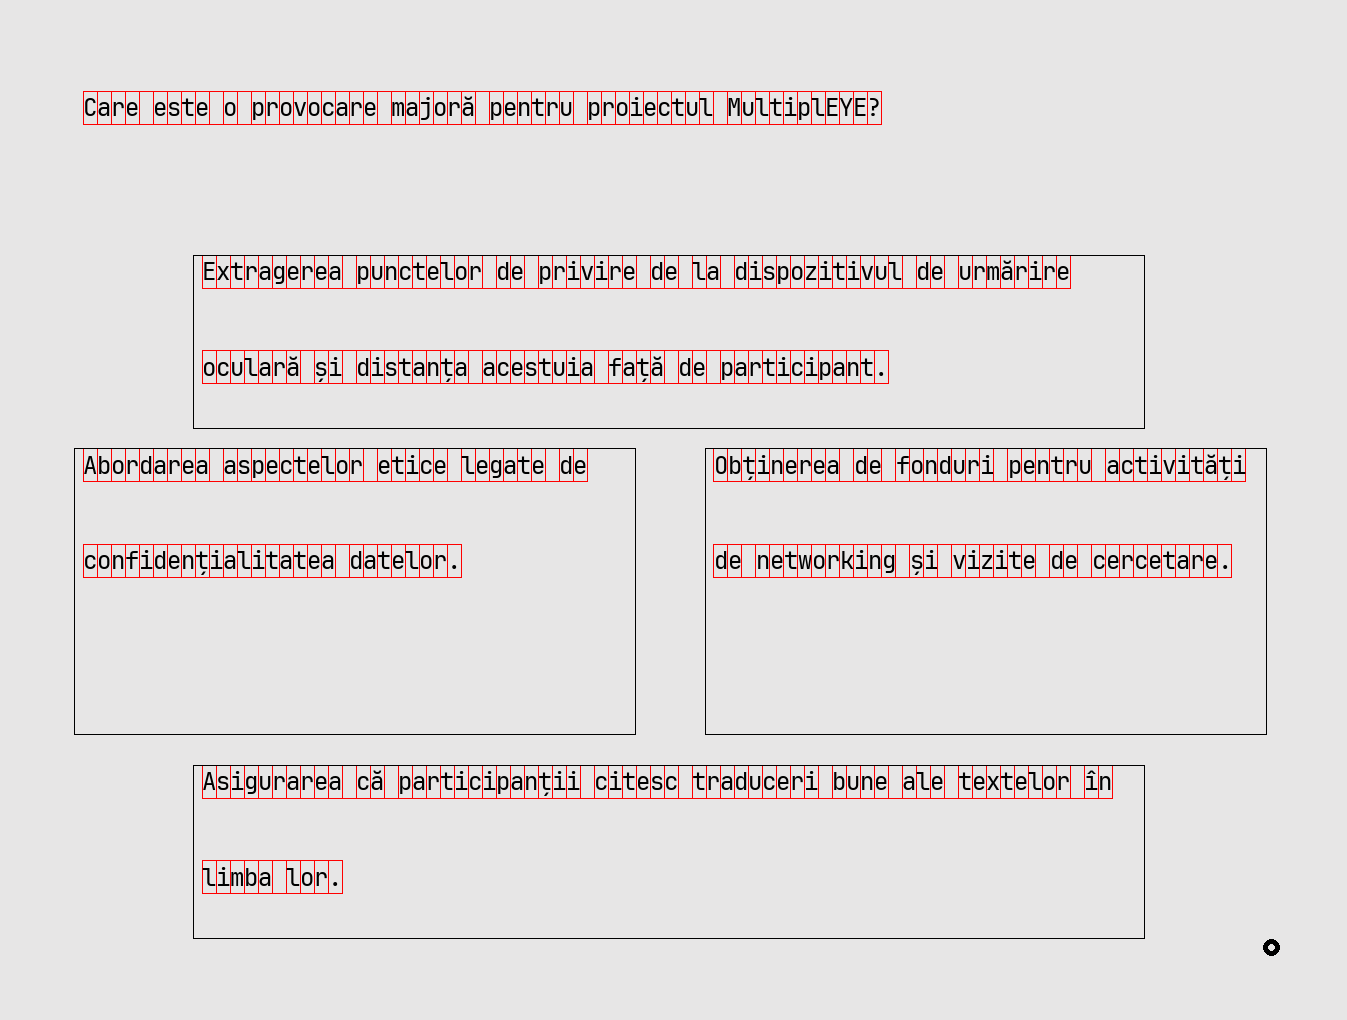 Care este o provocare majoră pentru proiectul MultiplEYE?
Extragerea punctelor de privire de la dispozitivul de urmărire
oculară și distanța acestuia față de participant.
Abordarea aspectelor etice legate de
confidențialitatea datelor.
Obținerea de fonduri pentru activități
de networking și vizite de cercetare.
Asigurarea că participanții citesc traduceri bune ale textelor în
limba lor.